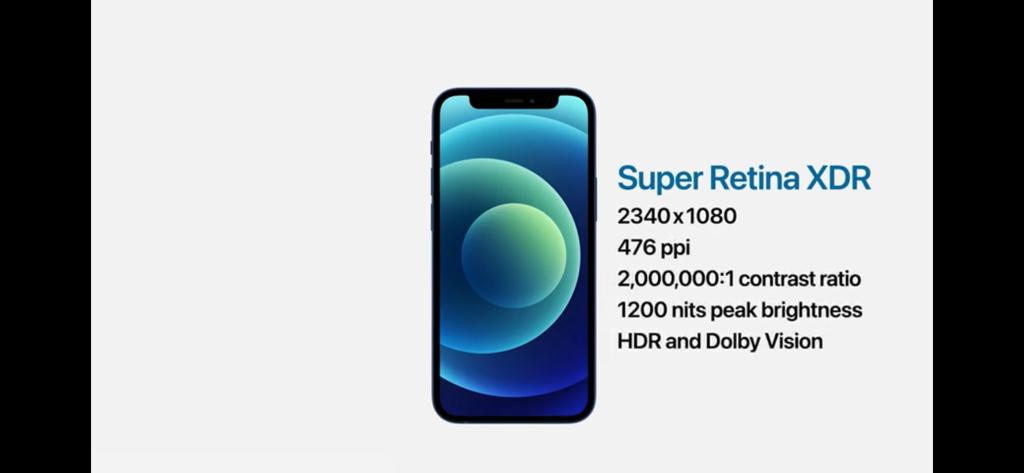 Super Retina XDR
2340x1080
476 ppi
2,000,000:1 contrast ratio
1200 nits peak brightness
HDR and Dolby Vision